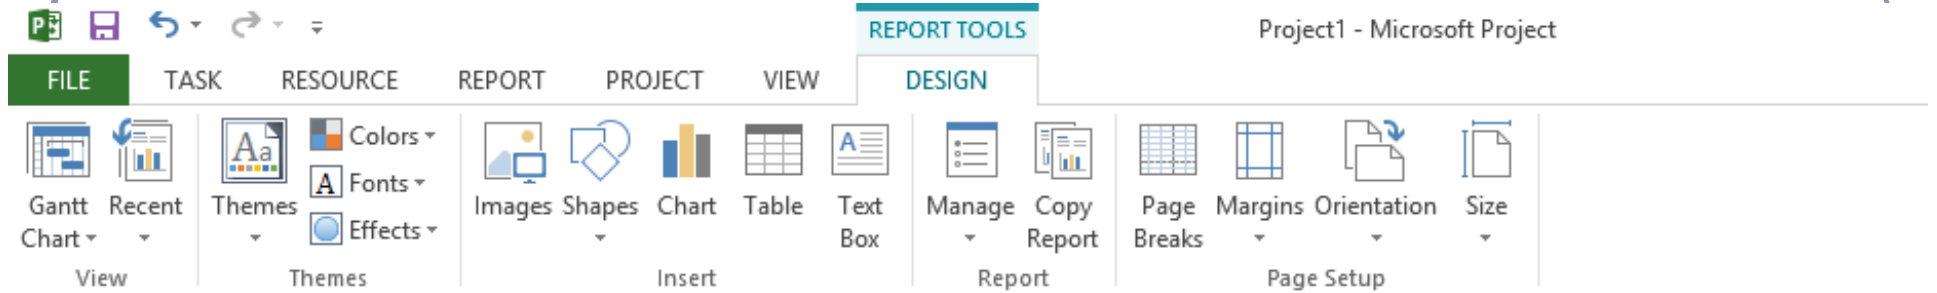 REPORT TOOLS
Project1 - Microsoft Project
FILE TASK RESOURCE REPORT PROJECT VIEW DESIGN
Gantt Chart
Recent
Themes
Colors
Fonts
Effects
Images
Shapes
Chart
Table
Text Box
Manage
Copy Report
Page Breaks
Margins
Orientation
Size
View
Themes
Insert
Report
Page Setup